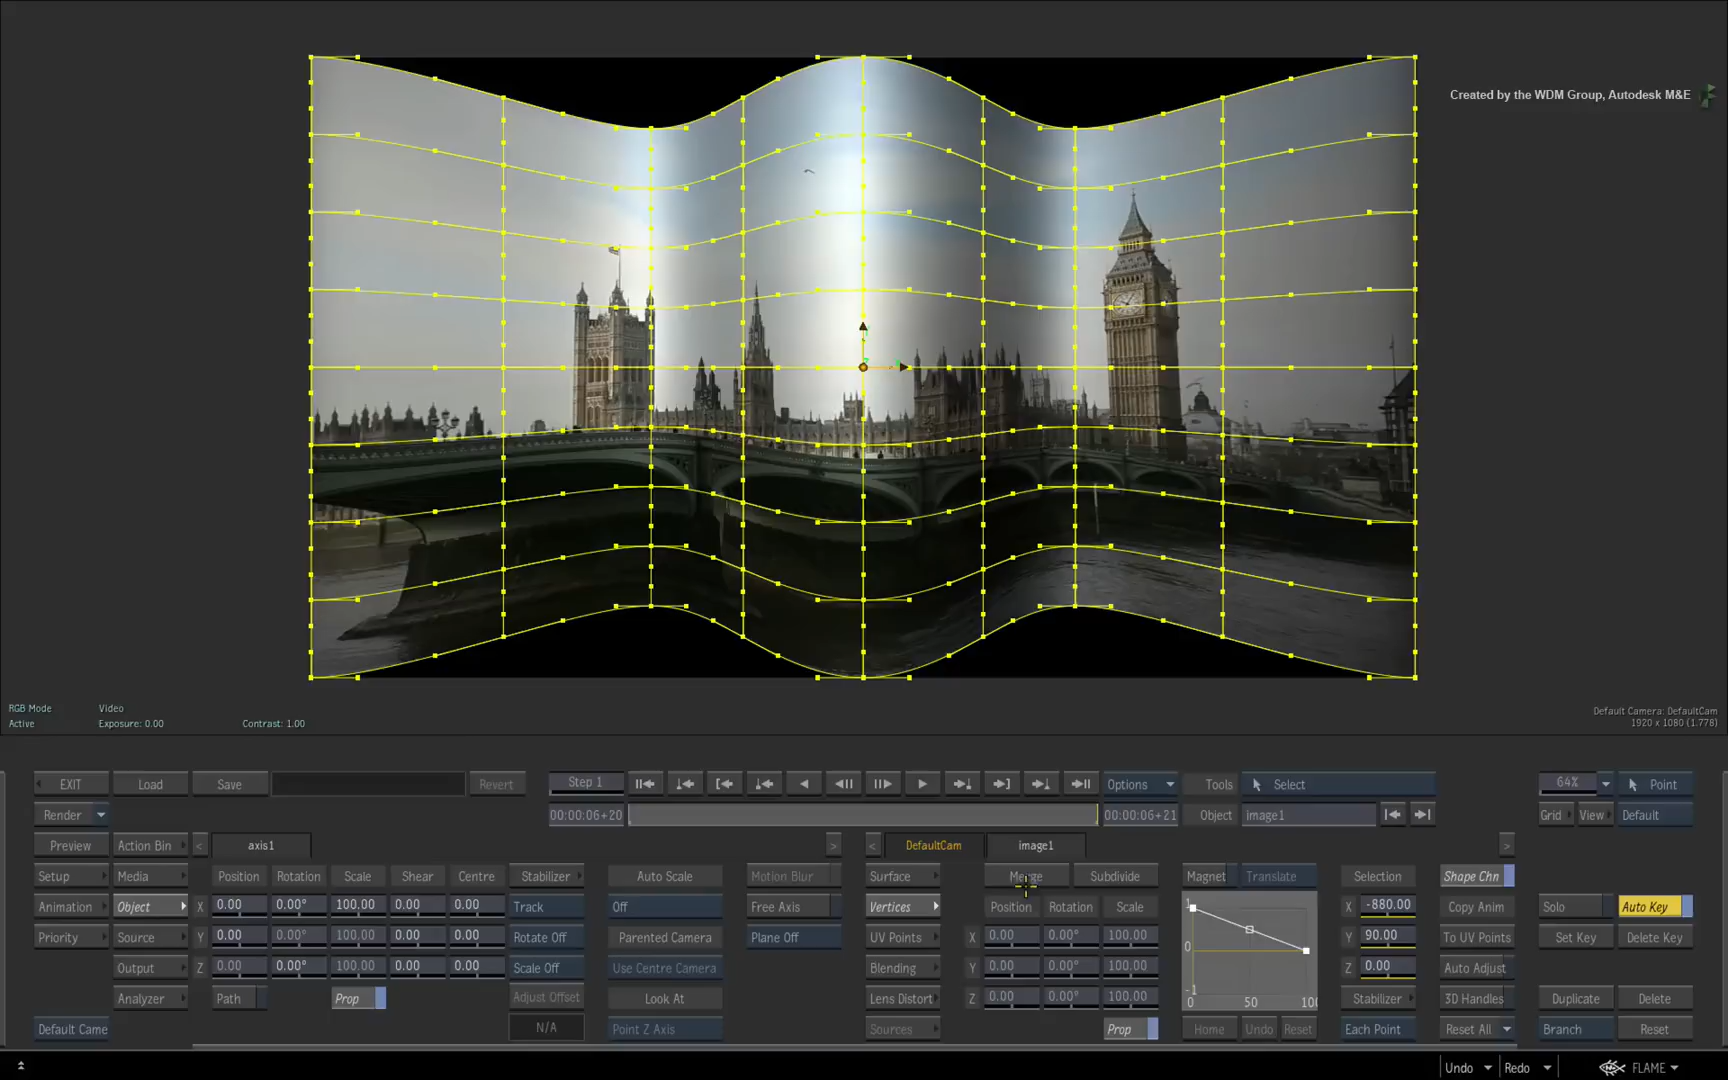 Created by the WDM Group, Autodesk M&E
RGB Mode Video
Active Exposure: 0.00 Contrast: 1.00
Default Camera: DefaultCam
1920 x 1080 (1.778)
EXIT Load Save Revert Step 1 Options Tools Select 64% Point
Render 00:00:06+20 00:00:06+21 Object image1 Grid View Default
Preview Action Bin < axis1 > < DefaultCam image1 >
Setup Media Position Rotation Scale Shear Centre Stabilizer Auto Scale Motion Blur Surface Merge Subdivide Magnet Translate Selection Shape Chn
Animation Object X 0.00 0.00° 100.00 0.00 0.00 Track Off Free Axis Vertices Position Rotation Scale 1 X -880.00 Copy Anim Solo Auto Key
Priority Source Y 0.00 0.00° 100.00 0.00 0.00 Rotate Off Parented Camera Plane Off UV Points X 0.00 0.00° 100.00 0 Y 90.00 To UV Points Set Key Delete Key
Output Z 0.00 0.00° 100.00 0.00 0.00 Scale Off Use Centre Camera Blending Y 0.00 0.00° 100.00 Z 0.00 Auto Adjust
Analyzer Path Prop Adjust Offset Look At Lens Distort Z 0.00 0.00° 100.00 -1 0 50 100 Stabilizer 3D Handles Duplicate Delete
Default Came N/A Point Z Axis Sources Prop Home Undo Reset Each Point Reset All Branch Reset
Undo Redo FLAME